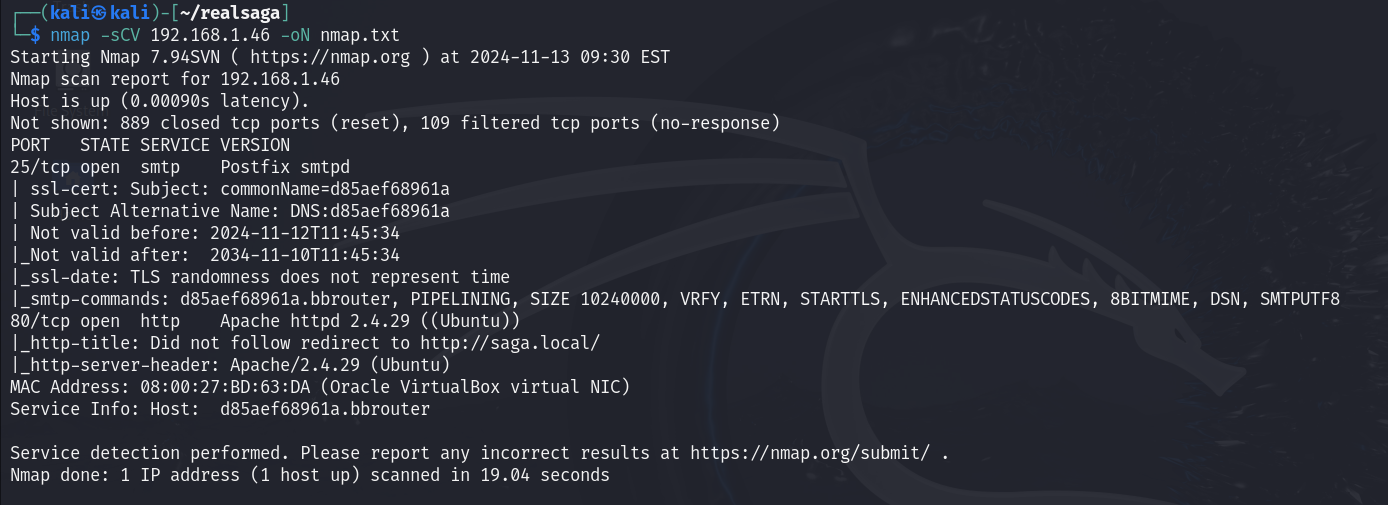 ┌──(kali㉿kali)-[~/realsaga]
└─$ nmap -sCV 192.168.1.46 -oN nmap.txt
Starting Nmap 7.94SVN ( https://nmap.org ) at 2024-11-13 09:30 EST
Nmap scan report for 192.168.1.46
Host is up (0.00090s latency).
Not shown: 889 closed tcp ports (reset), 109 filtered tcp ports (no-response)
PORT   STATE SERVICE VERSION
25/tcp open  smtp    Postfix smtpd
| ssl-cert: Subject: commonName=d85aef68961a
| Subject Alternative Name: DNS:d85aef68961a
| Not valid before: 2024-11-12T11:45:34
|_Not valid after:  2034-11-10T11:45:34
|_ssl-date: TLS randomness does not represent time
|_smtp-commands: d85aef68961a.bbrouter, PIPELINING, SIZE 10240000, VRFY, ETRN, STARTTLS, ENHANCEDSTATUSCODES, 8BITMIME, DSN, SMTPUTF8
80/tcp open  http    Apache httpd 2.4.29 ((Ubuntu))
|_http-title: Did not follow redirect to http://saga.local/
|_http-server-header: Apache/2.4.29 (Ubuntu)
MAC Address: 08:00:27:BD:63:DA (Oracle VirtualBox virtual NIC)
Service Info: Host:  d85aef68961a.bbrouter

Service detection performed. Please report any incorrect results at https://nmap.org/submit/ .
Nmap done: 1 IP address (1 host up) scanned in 19.04 seconds